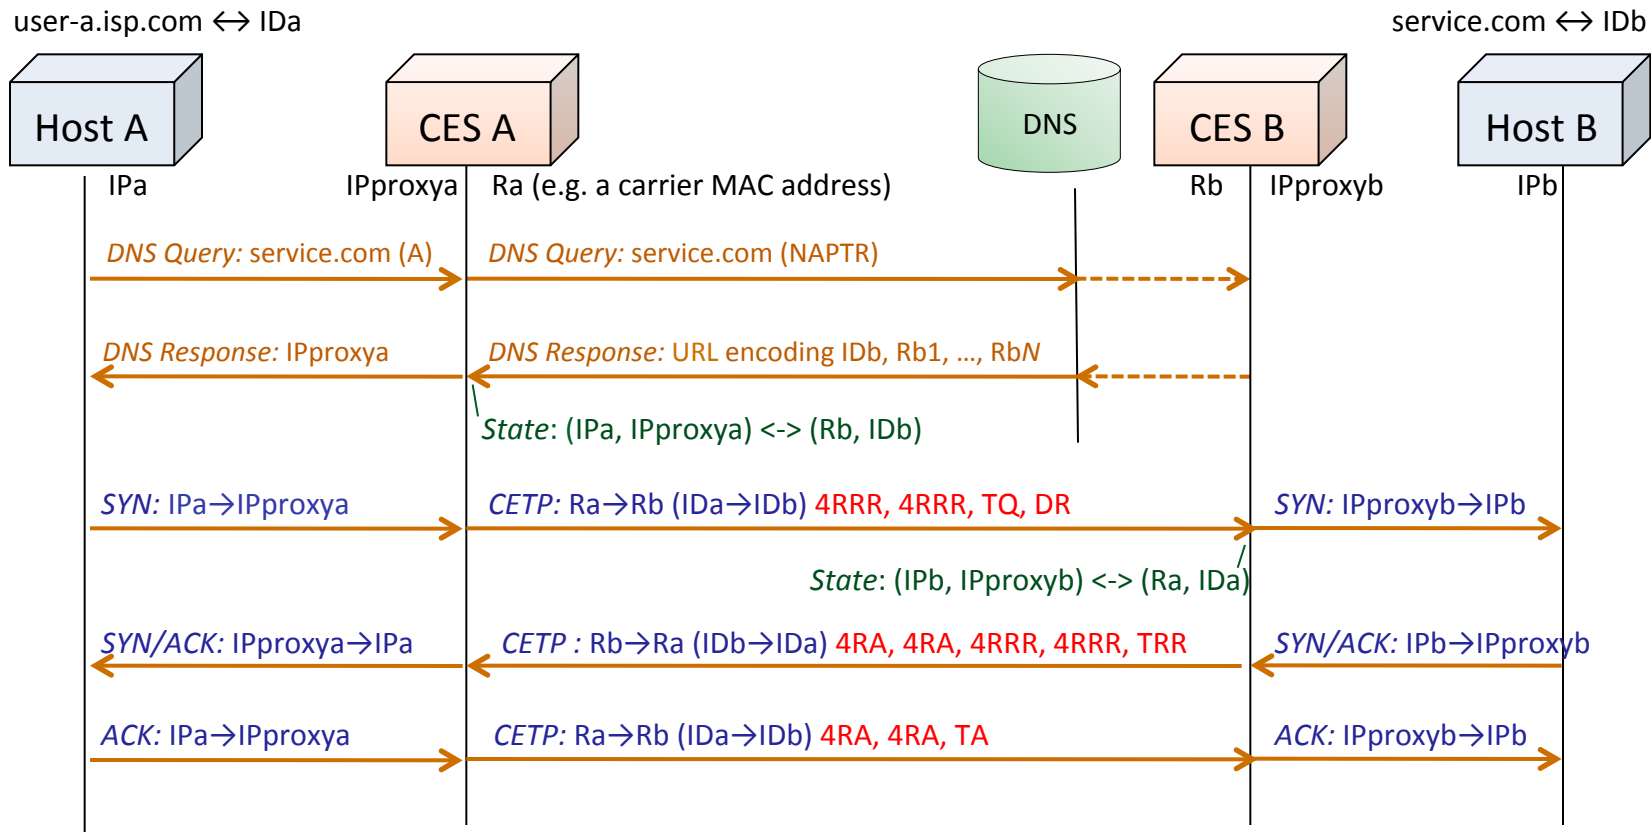 user-a.isp.com ↔ IDa
service.com ↔ IDb
Host A
CES A
DNS
CES B
Host B
IPa
IPproxya
Ra (e.g. a carrier MAC address)
Rb
IPproxyb
IPb
DNS Query: service.com (A)
DNS Query: service.com (NAPTR)
DNS Response: IPproxya
DNS Response: URL encoding IDb, Rb1, ..., RbN
State: (IPa, IPproxya) <-> (Rb, IDb)
SYN: IPa→IPproxya
CETP: Ra→Rb (IDa→IDb) 4RRR, 4RRR, TQ, DR
SYN: IPproxyb→IPb
State: (IPb, IPproxyb) <-> (Ra, IDa)
SYN/ACK: IPproxya→IPa
CETP : Rb→Ra (IDb→IDa) 4RA, 4RA, 4RRR, 4RRR, TRR
SYN/ACK: IPb→IPproxyb
ACK: IPa→IPproxya
CETP: Ra→Rb (IDa→IDb) 4RA, 4RA, TA
ACK: IPproxyb→IPb